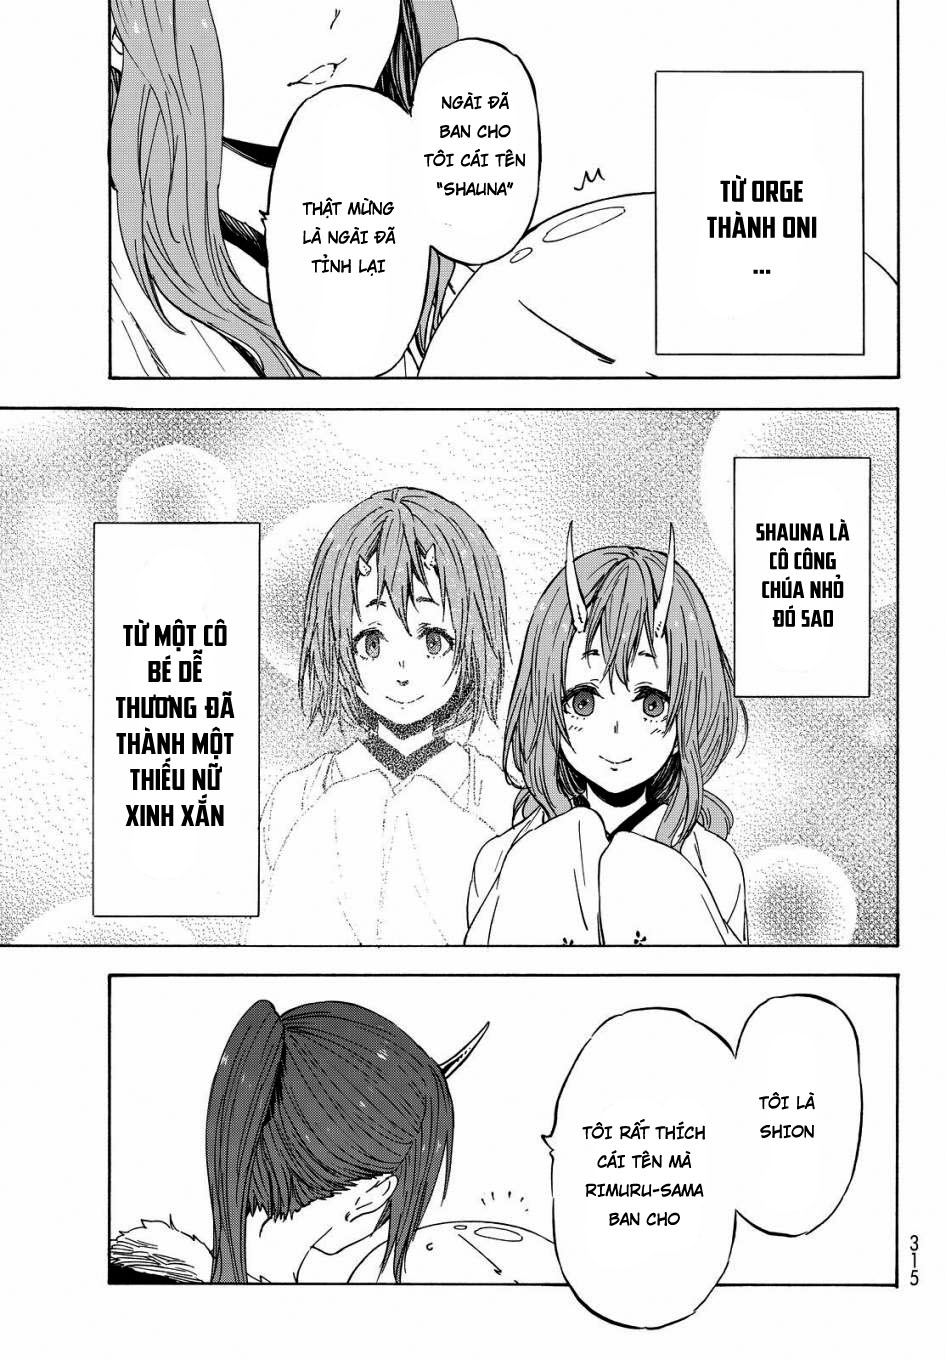 TỪ ORGE
THÀNH ONI
...
NGÀI ĐÃ
BAN CHO
TÔI CÁI TÊN
"SHAUNA"
THẬT MỪNG
LÀ NGÀI ĐÃ
TỈNH LẠI
SHAUNA LÀ
CÔ CÔNG
CHÚA NHỎ
ĐÓ SAO
TỪ MỘT CÔ
BÉ DỄ
THƯƠNG ĐÃ
THÀNH MỘT
THIẾU NỮ
XINH XẮN
TÔI LÀ
SHION
TÔI RẤT THÍCH
CÁI TÊN MÀ
RIMURU-SAMA
BAN CHO
315